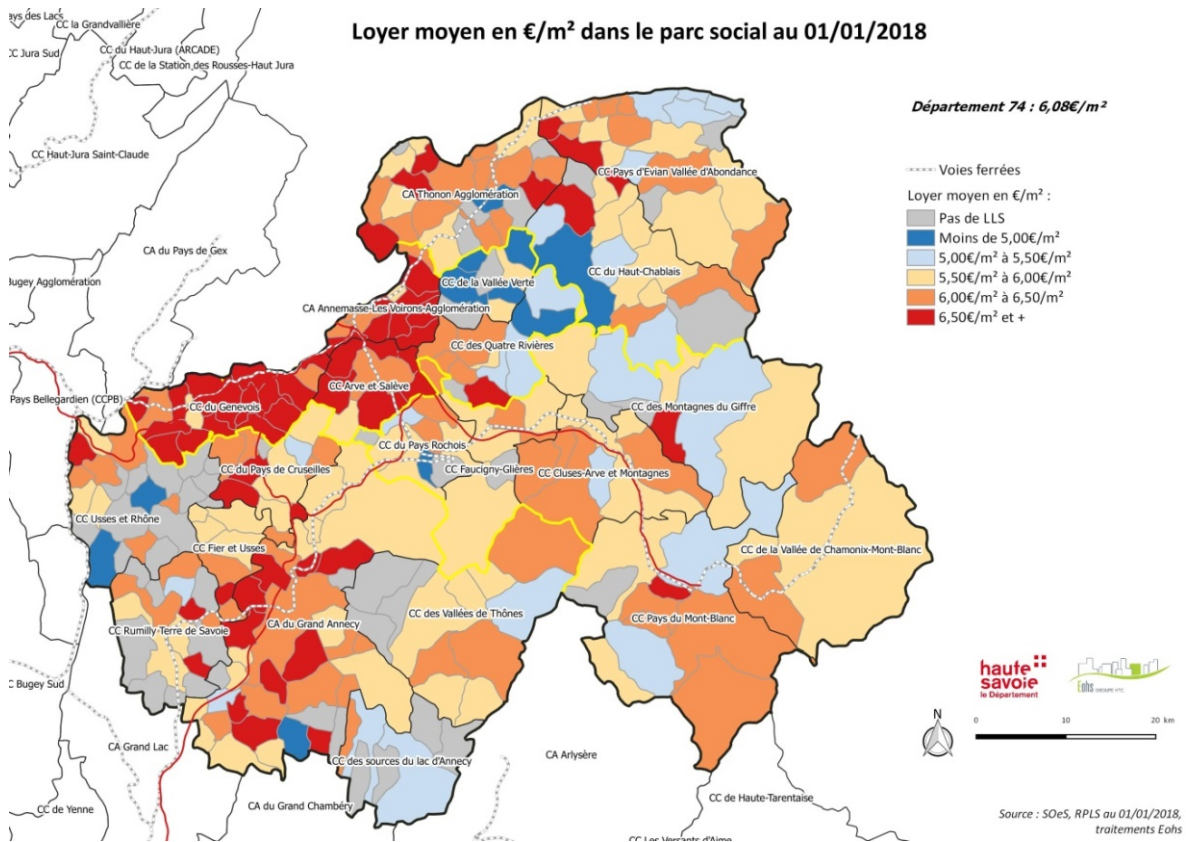 Loyer moyen en €/m² dans le parc social au 01/01/2018
ays des Lacs
CC la Grandvallière
CC Jura Sud
CC du Haut-Jura (ARCADE)
CC de la Station des Rousses-Haut Jura
CC Haut-Jura Saint-Claude
CA du Pays de Gex
Bugey Agglomération
Pays Bellegardien (CCPB)
Département 74 : 6,08€/m²
Voies ferrées
Loyer moyen en €/m² :
Pas de LLS
Moins de 5,00€/m²
5,00€/m² à 5,50€/m²
5,50€/m² à 6,00€/m²
6,00€/m² à 6,50/m²
6,50€/m² et +
CC Pays d'Evian Vallée d'Abondance
CA Thonon Agglomération
CC du Haut-Chablais
CC de la Vallée Verte
CA Annemasse-Les Voirons-Agglomération
CC des Quatre Rivières
CC Arve et Salève
CC du Genevois
CC des Montagnes du Giffre
CC du Pays Rochois
CC du Pays de Cruseilles
CC Faucigny-Glières
CC Cluses-Arve et Montagnes
CC Usses et Rhône
CC Fier et Usses
CC de la Vallée de Chamonix-Mont-Blanc
CC des Vallées de Thônes
CC Pays du Mont-Blanc
CA du Grand Annecy
CC Rumilly Terre de Savoie
C Bugey Sud
CA Grand Lac
CC des sources du lac d'Annecy
CA Arlysère
CC de Yenne
CA du Grand Chambéry
CC de Haute-Tarentaise
CC Les Versants d'Aime
haute
savoie
le Département
Eohs GROUPE HTC
N
0 10 20 km
Source : SOeS, RPLS au 01/01/2018,
traitements Eohs